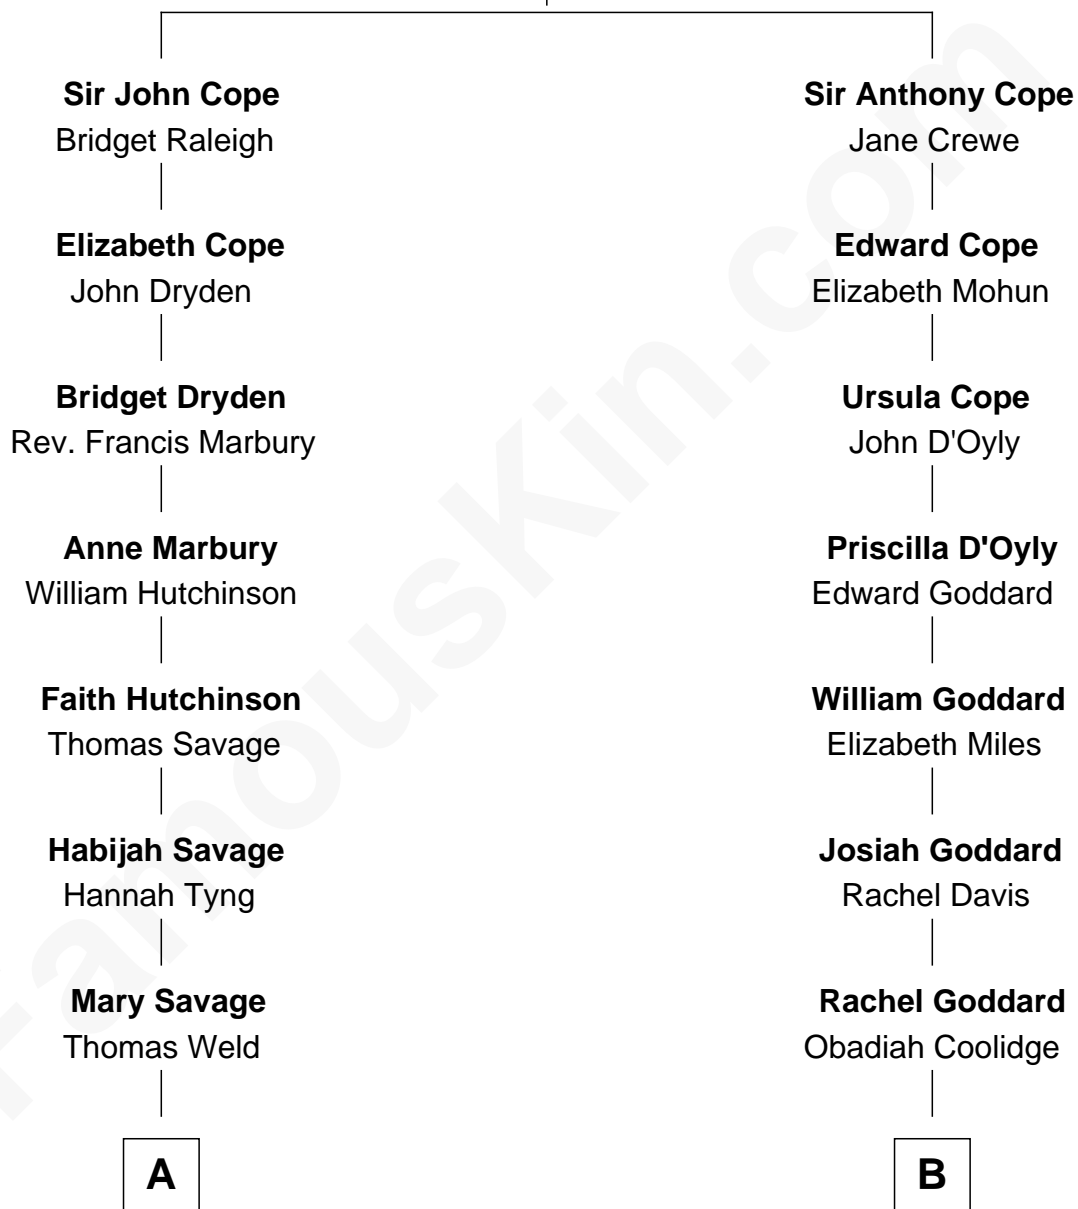 Sir John Cope
Bridget Raleigh
Elizabeth Cope
John Dryden
Bridget Dryden
Rev. Francis Marbury
Anne Marbury
William Hutchinson
Faith Hutchinson
Thomas Savage
Habijah Savage
Hannah Tyng
Mary Savage
Thomas Weld
A
Sir Anthony Cope
Jane Crewe
Edward Cope
Elizabeth Mohun
Ursula Cope
John D'Oyly
Priscilla D'Oyly
Edward Goddard
William Goddard
Elizabeth Miles
Josiah Goddard
Rachel Davis
Rachel Goddard
Obadiah Coolidge
B
FamousKin.com